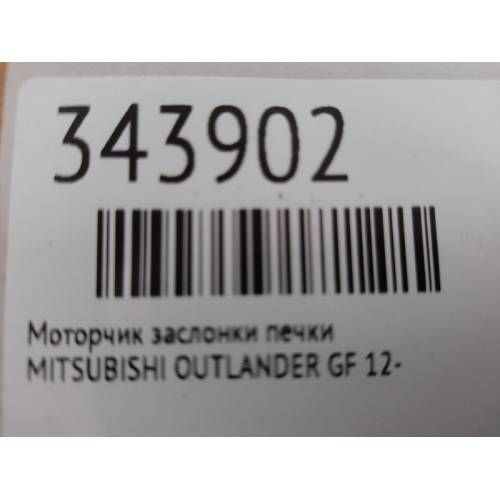 343902
Моторчик заслонки печки
MITSUBISHI OUTLANDER GF 12-